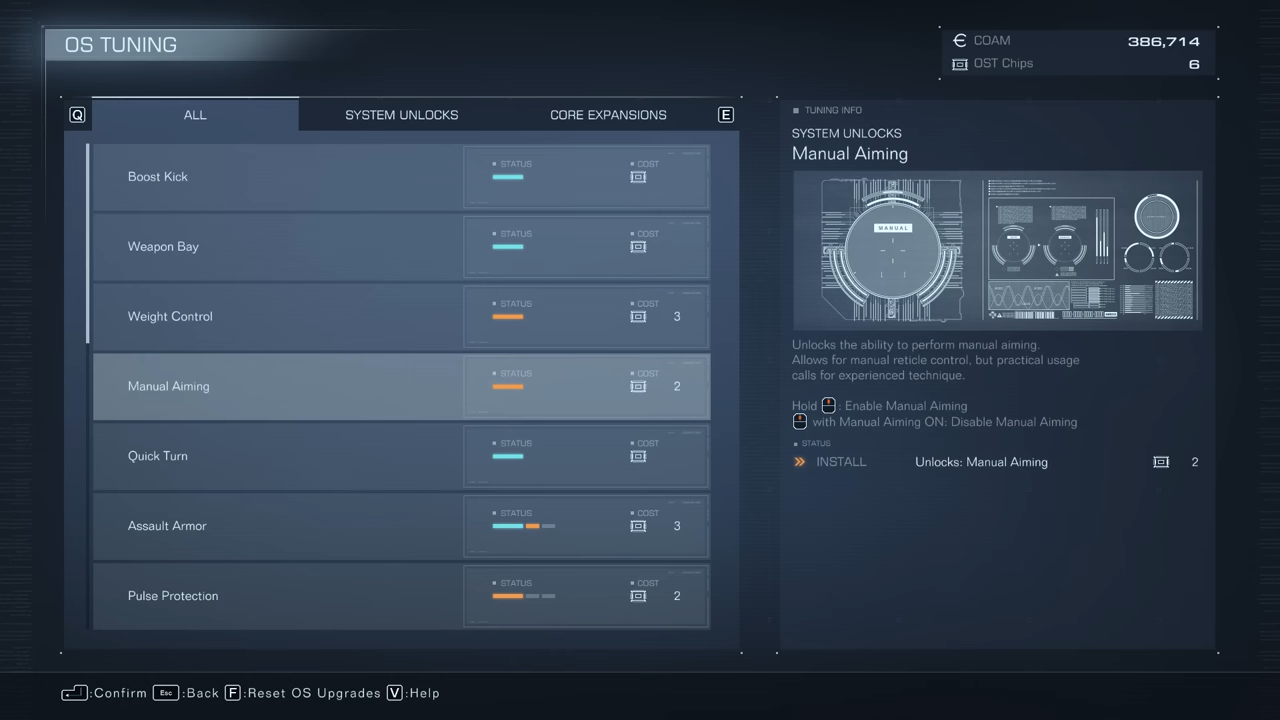 OS TUNING
COAM 386,714
OST Chips 6
Q ALL SYSTEM UNLOCKS CORE EXPANSIONS E
Boost Kick STATUS COST
Weapon Bay STATUS COST
Weight Control STATUS COST 3
Manual Aiming STATUS COST 2
Quick Turn STATUS COST
Assault Armor STATUS COST 3
Pulse Protection STATUS COST 2
TUNING INFO
SYSTEM UNLOCKS
Manual Aiming
MANUAL
Unlocks the ability to perform manual aiming.
Allows for manual reticle control, but practical usage
calls for experienced technique.
Hold : Enable Manual Aiming
with Manual Aiming ON: Disable Manual Aiming
STATUS
INSTALL Unlocks: Manual Aiming 2
:Confirm Esc :Back F :Reset OS Upgrades V :Help